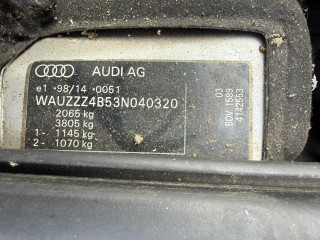 AUDI AG
e1 *98/14 *0051
WAUZZZ4B53N040320
2065 kg
3805 kg
1- 1145 kg
2- 1070 kg
03
6DV 1589
4142553